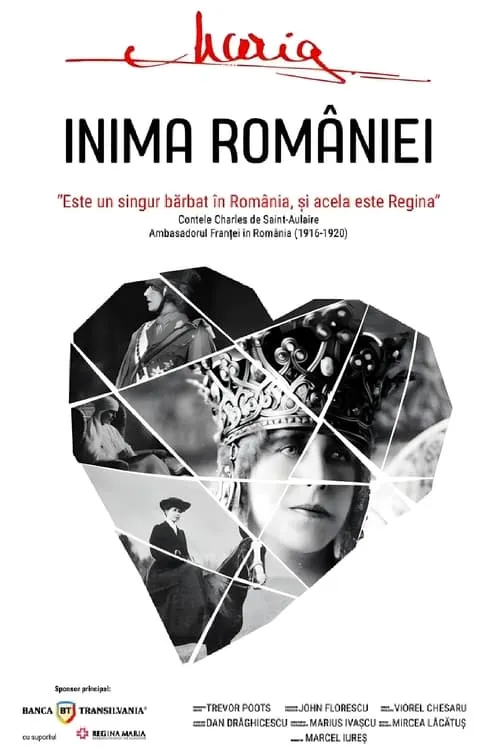 Maria
INIMA ROMÂNIEI
"Este un singur bărbat în România, și acela este Regina"
Contele Charles de Saint-Aulaire
Ambasadorul Franței în România (1916-1920)
Sponsor principal:
BANCA BT TRANSILVANIA®
cu suportul REGINA MARIA
TREVOR POOTS JOHN FLORESCU VIOREL CHESARU
DAN DRĂGHICESCU MARIUS IVAȘCU MIRCEA LĂCĂTUȘ
MARCEL IUREȘ